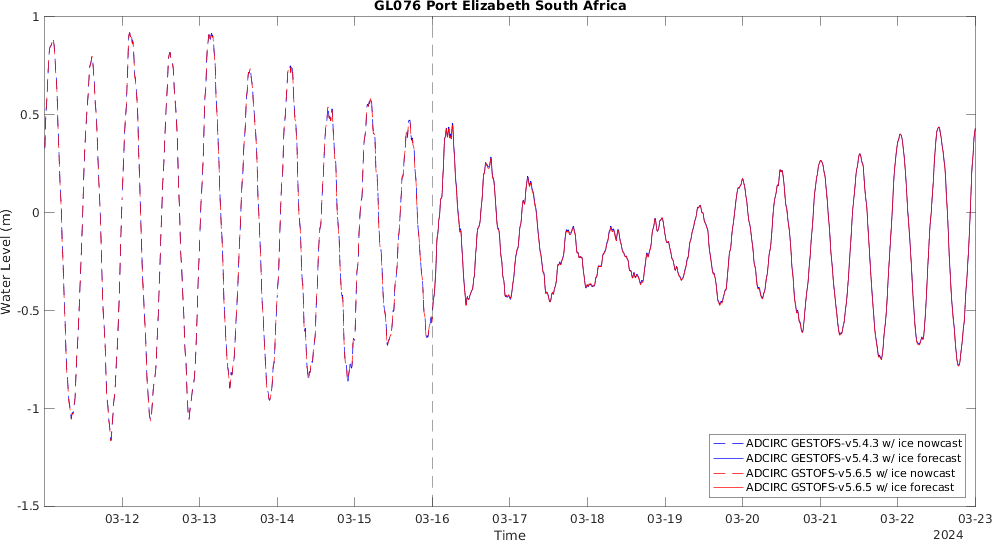 GL076 Port Elizabeth South Africa
1
0.5
0
-0.5
-1
-1.5
Water Level (m)
ADCIRC GESTOFS-v5.4.3 w/ ice nowcast
ADCIRC GESTOFS-v5.4.3 w/ ice forecast
ADCIRC GSTOFS-v5.6.5 w/ ice nowcast
ADCIRC GSTOFS-v5.6.5 w/ ice forecast
03-12 03-13 03-14 03-15 03-16 03-17 03-18 03-19 03-20 03-21 03-22 03-23
Time
2024